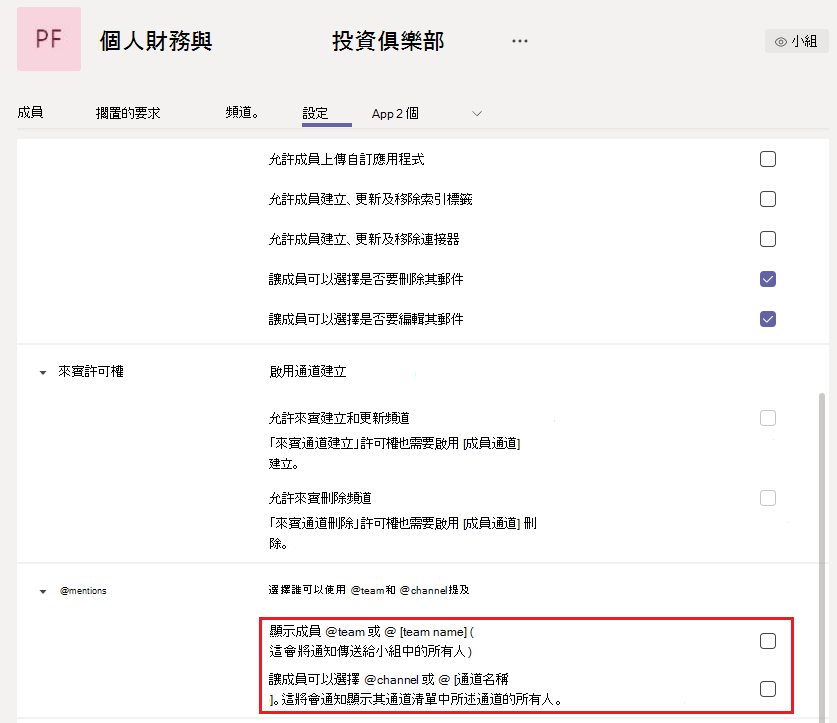 PF
個人財務與 投資俱樂部 ...
小組
成員 擱置的要求 頻道。 設定 App 2 個
允許成員上傳自訂應用程式
允許成員建立、更新及移除索引標籤
允許成員建立、更新及移除連接器
讓成員可以選擇是否要刪除其郵件
讓成員可以選擇是否要編輯其郵件
來賓許可權 啟用通道建立
允許來賓建立和更新頻道
「來賓通道建立」許可權也需要啟用 [成員通道]
建立。
允許來賓刪除頻道
「來賓通道刪除」許可權也需要啟用 [成員通道] 刪
除。
@mentions 選擇誰可以使用 @team和 @channel提及
顯示成員 @team 或 @ [team name] (
這會將通知傳送給小組中的所有人)
讓成員可以選擇 @channel 或 @ [通道名稱
]。這將會通知顯示其通道清單中所述通道的所有人。